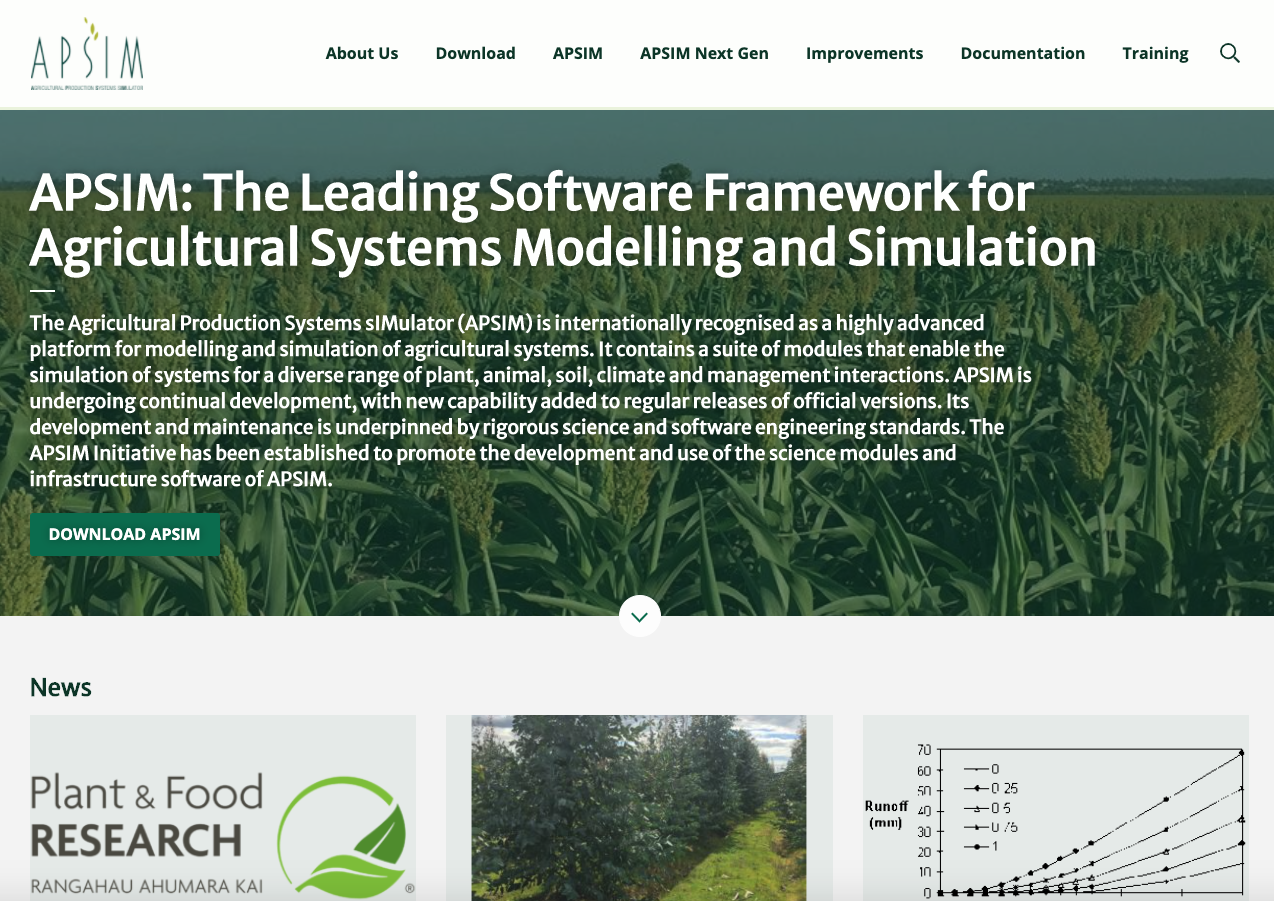 APSIM
AGRICULTURAL PRODUCTION SYSTEMS SIMULATOR
About Us
Download
APSIM
APSIM Next Gen
Improvements
Documentation
Training
APSIM: The Leading Software Framework for
Agricultural Systems Modelling and Simulation
The Agricultural Production Systems sIMulator (APSIM) is internationally recognised as a highly advanced
platform for modelling and simulation of agricultural systems. It contains a suite of modules that enable the
simulation of systems for a diverse range of plant, animal, soil, climate and management interactions. APSIM is
undergoing continual development, with new capability added to regular releases of official versions. Its
development and maintenance is underpinned by rigorous science and software engineering standards. The
APSIM Initiative has been established to promote the development and use of the science modules and
infrastructure software of APSIM.
DOWNLOAD APSIM
News
Plant & Food
RESEARCH
RANGAHAU AHUMARA KAI
®
Runoff
(mm)
70
60
50
40
30
20
10
0
0
0.25
0.5
0.75
1